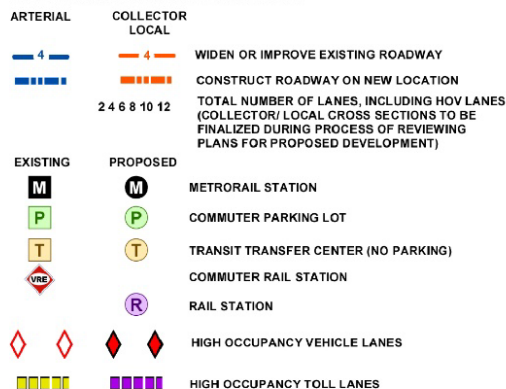 ARTERIAL COLLECTOR
LOCAL
4 4 WIDEN OR IMPROVE EXISTING ROADWAY
CONSTRUCT ROADWAY ON NEW LOCATION
2 4 6 8 10 12 TOTAL NUMBER OF LANES, INCLUDING HOV LANES
(COLLECTOR/ LOCAL CROSS SECTIONS TO BE
FINALIZED DURING PROCESS OF REVIEWING
PLANS FOR PROPOSED DEVELOPMENT)
EXISTING PROPOSED
M M METRORAIL STATION
P P COMMUTER PARKING LOT
T T TRANSIT TRANSFER CENTER (NO PARKING)
VRE COMMUTER RAIL STATION
R RAIL STATION
HIGH OCCUPANCY VEHICLE LANES
HIGH OCCUPANCY TOLL LANES